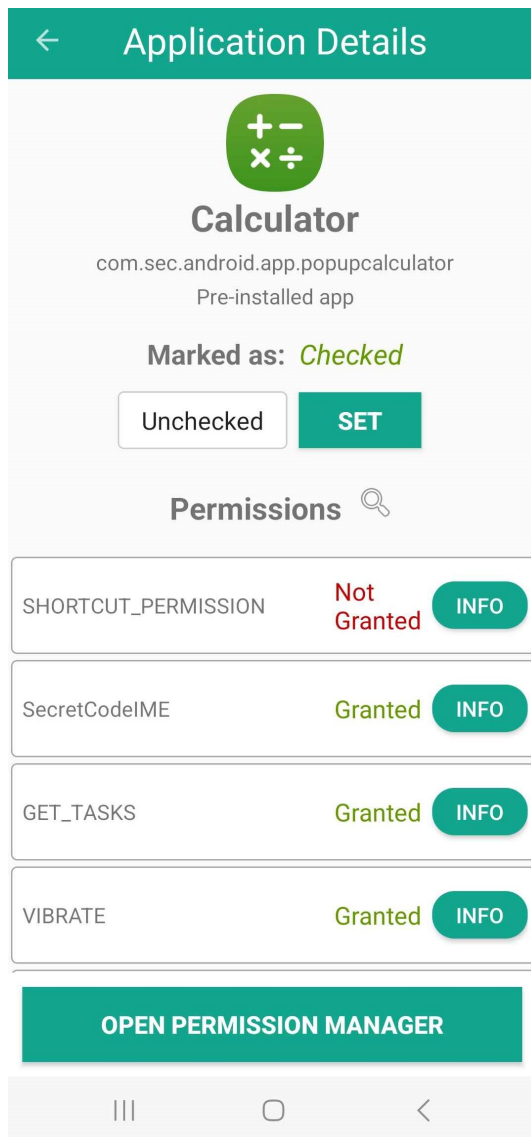 Application Details
Calculator
com.sec.android.app.popupcalculator
Pre-installed app
Marked as: Checked
Unchecked SET
Permissions
SHORTCUT_PERMISSION Not Granted INFO
SecretCodeIME Granted INFO
GET_TASKS Granted INFO
VIBRATE Granted INFO
OPEN PERMISSION MANAGER